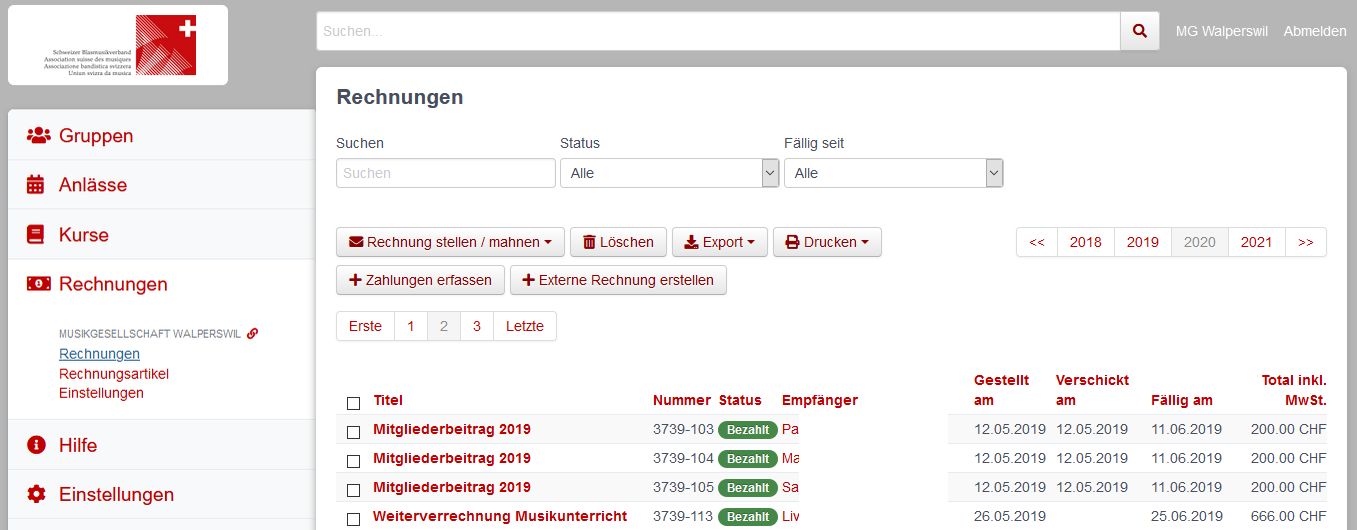 Schweizer Blasmusikverband
Association suisse des musiques
Associazione bandistica svizzera
Uniun svizra da musica
Suchen...
MG Walperswil Abmelden
Gruppen
Anlässe
Kurse
Rechnungen
MUSIKGESELLSCHAFT WALPERSWIL
Rechnungen
Rechnungsartikel
Einstellungen
Hilfe
Einstellungen
Rechnungen
Suchen Status Fällig seit
Suchen Alle Alle
Rechnung stellen / mahnen Löschen Export Drucken << 2018 2019 2020 2021 >>
Zahlungen erfassen Externe Rechnung erstellen
Erste 1 2 3 Letzte
Gestellt Verschickt Total inkl.
Titel Nummer Status Empfänger am am Fällig am MwSt.
Mitgliederbeitrag 2019 3739-103 Bezahlt Pa 12.05.2019 12.05.2019 11.06.2019 200.00 CHF
Mitgliederbeitrag 2019 3739-104 Bezahlt Ma 12.05.2019 12.05.2019 11.06.2019 200.00 CHF
Mitgliederbeitrag 2019 3739-105 Bezahlt Sa 12.05.2019 12.05.2019 11.06.2019 200.00 CHF
Weiterverrechnung Musikunterricht 3739-113 Bezahlt Liv 26.05.2019 25.06.2019 666.00 CHF